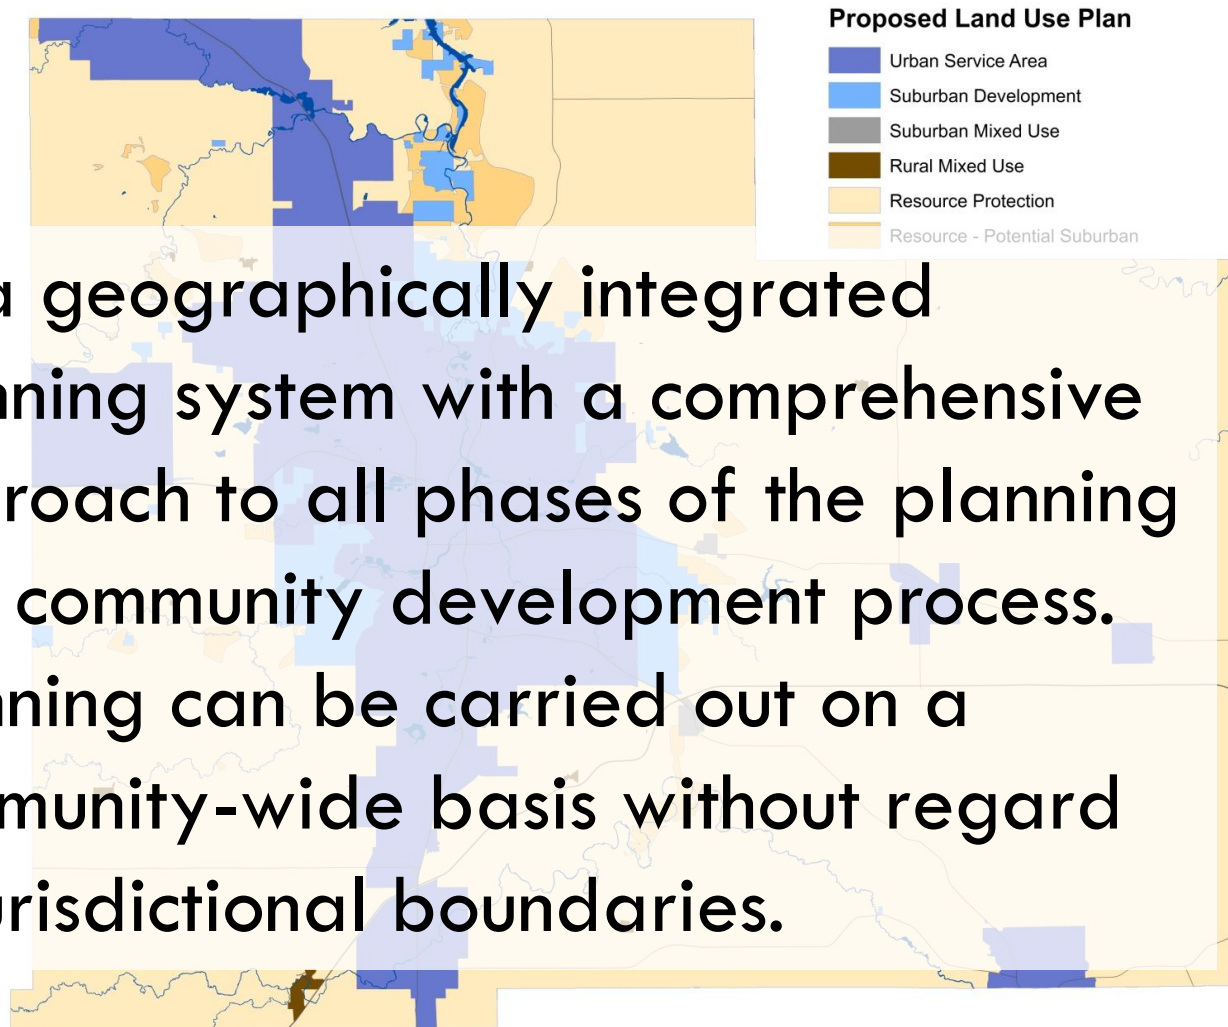 Proposed Land Use Plan
Urban Service Area
Suburban Development
Suburban Mixed Use
Rural Mixed Use
Resource Protection
Resource - Potential Suburban
a geographically integrated
nning system with a comprehensive
roach to all phases of the planning
community development process.
nning can be carried out on a
munity-wide basis without regard
urisdictional boundaries.